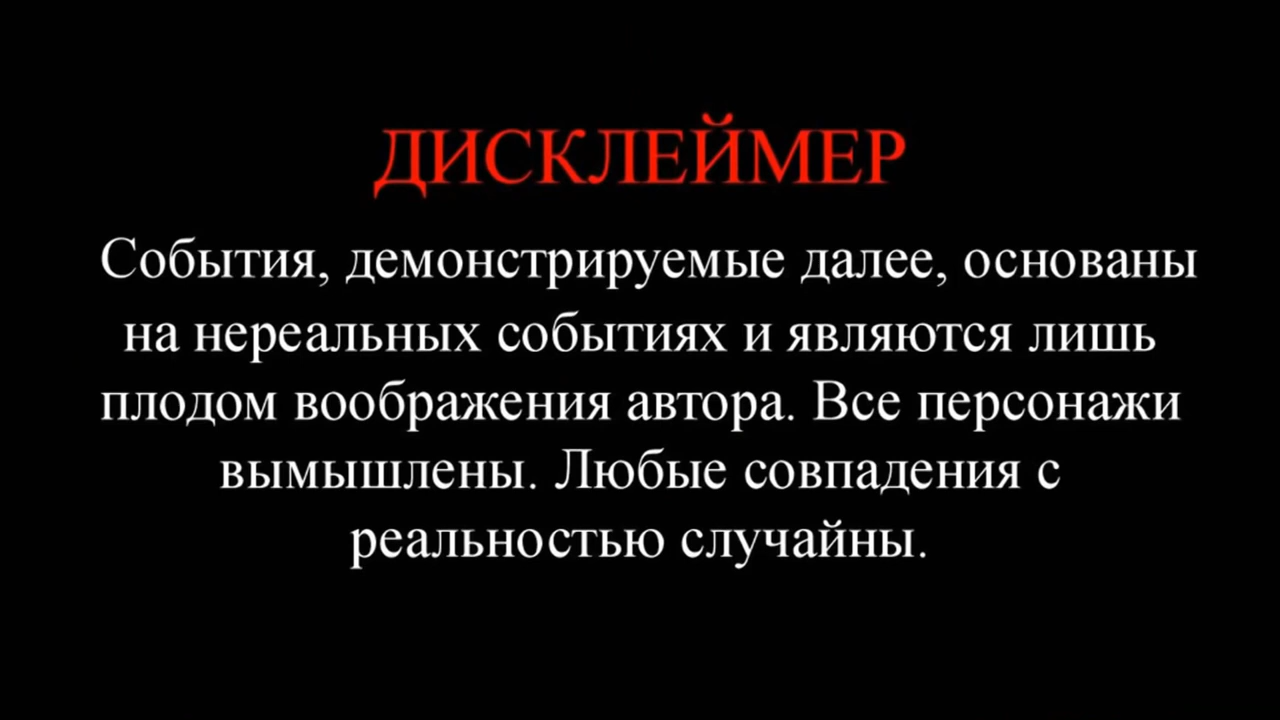 ДИСКЛЕЙМЕР
События, демонстрируемые далее, основаны
на нереальных событиях и являются лишь
плодом воображения автора. Все персонажи
вымышлены. Любые совпадения с
реальностью случайны.